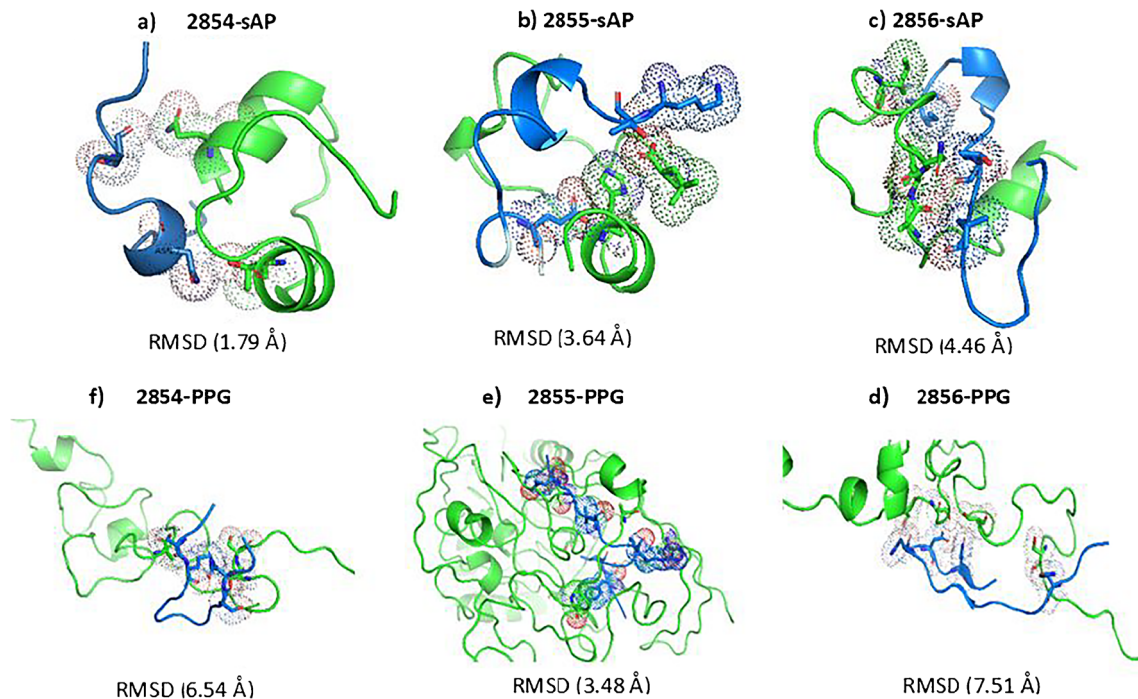 a) 2854-sAP
b) 2855-sAP
c) 2856-sAP
RMSD (1.79 Å)
RMSD (3.64 Å)
RMSD (4.46 Å)
f) 2854-PPG
e) 2855-PPG
d) 2856-PPG
RMSD (6.54 Å)
RMSD (3.48 Å)
RMSD (7.51 Å)